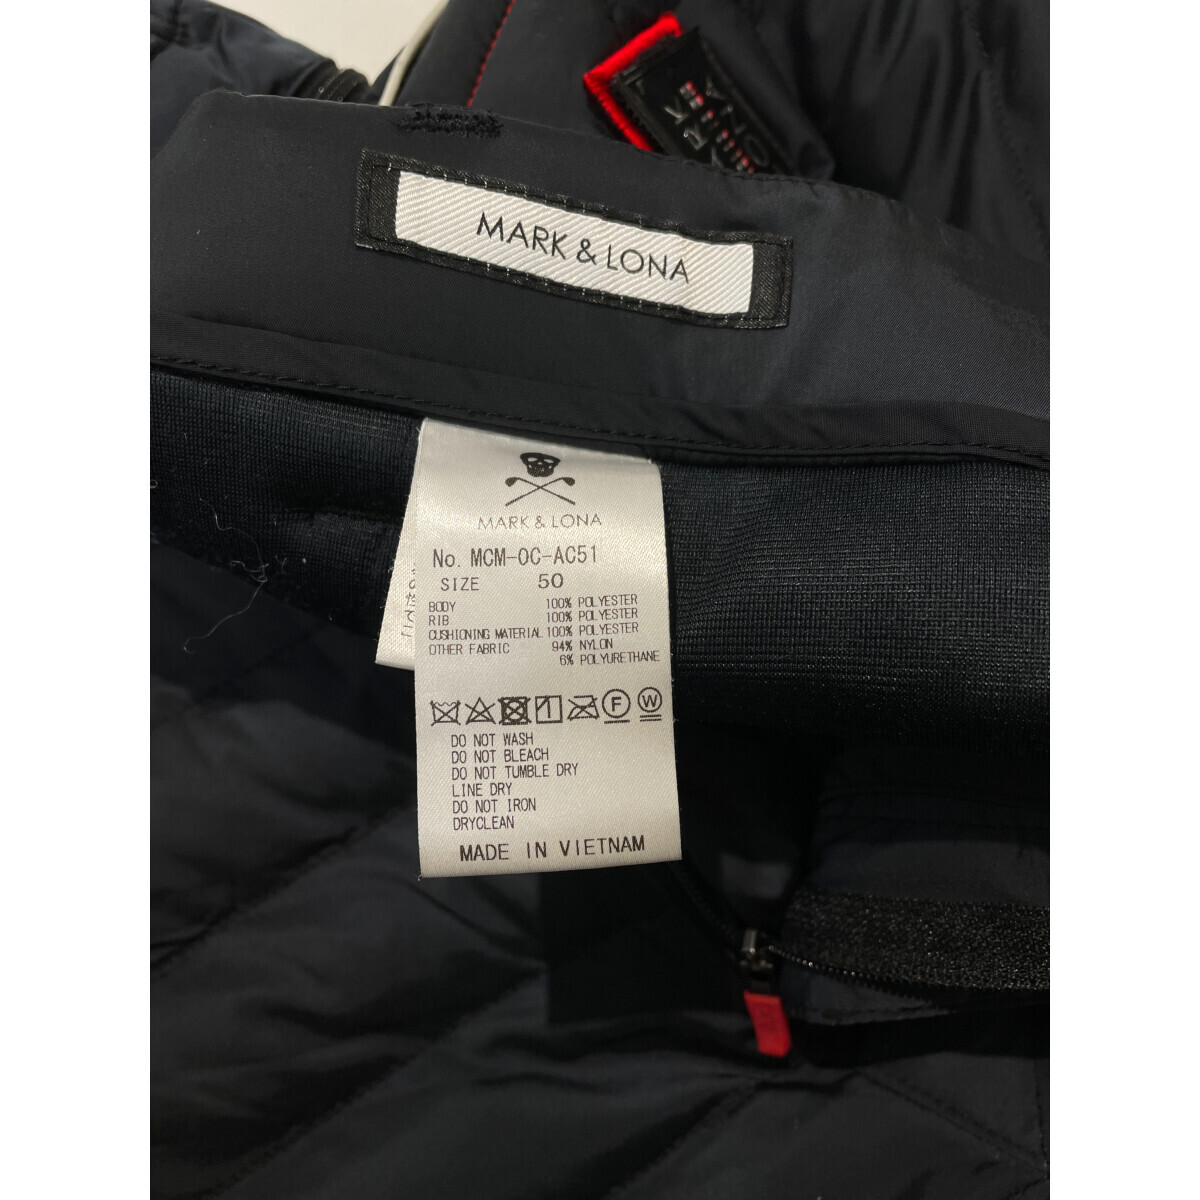 MARK & LONA
MARK & LONA
No. MCM-0C-AC51
SIZE 50
BODY 100% POLYESTER
RIB 100% POLYESTER
CUSHIONING MATERIAL 100% POLYESTER
OTHER FABRIC 94% NYLON
6% POLYURETHANE
F W
DO NOT WASH
DO NOT BLEACH
DO NOT TUMBLE DRY
LINE DRY
DO NOT IRON
DRYCLEAN
MADE IN VIETNAM